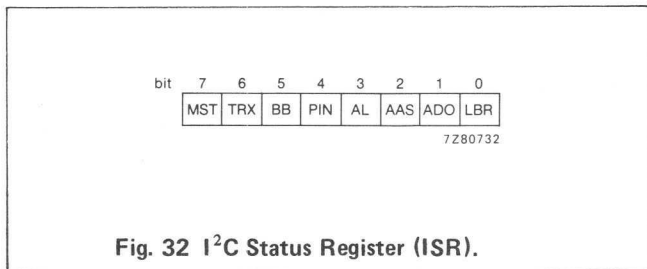 bit 7 6 5 4 3 2 1 0
MST TRX BB PIN AL AAS ADO LBR
7Z80732
Fig. 32 I²C Status Register (ISR).